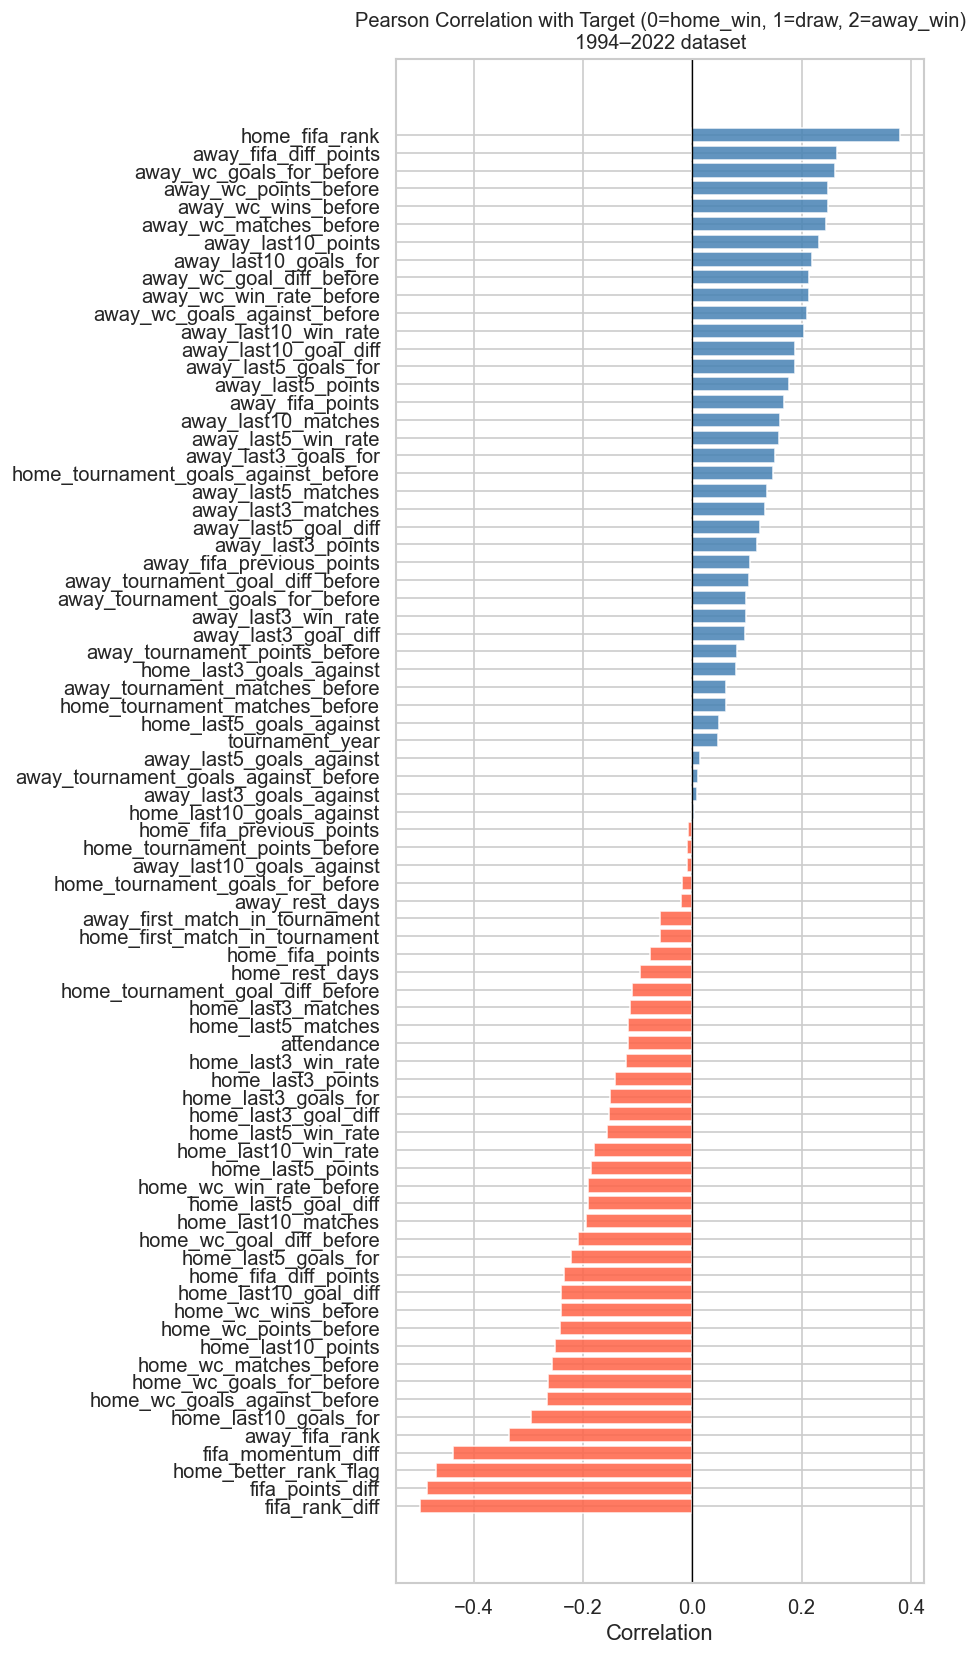 Pearson Correlation with Target (0=home_win, 1=draw, 2=away_win)
1994–2022 dataset
home_fifa_rank
away_fifa_diff_points
away_wc_goals_for_before
away_wc_points_before
away_wc_wins_before
away_wc_matches_before
away_last10_points
away_last10_goals_for
away_wc_goal_diff_before
away_wc_win_rate_before
away_wc_goals_against_before
away_last10_win_rate
away_last10_goal_diff
away_last5_goals_for
away_last5_points
away_fifa_points
away_last10_matches
away_last5_win_rate
away_last3_goals_for
home_tournament_goals_against_before
away_last5_matches
away_last3_matches
away_last5_goal_diff
away_last3_points
away_fifa_previous_points
away_tournament_goal_diff_before
away_tournament_goals_for_before
away_last3_win_rate
away_last3_goal_diff
away_tournament_points_before
home_last3_goals_against
away_tournament_matches_before
home_tournament_matches_before
home_last5_goals_against
tournament_year
away_last5_goals_against
away_tournament_goals_against_before
away_last3_goals_against
home_last10_goals_against
home_fifa_previous_points
home_tournament_points_before
away_last10_goals_against
home_tournament_goals_for_before
away_rest_days
away_first_match_in_tournament
home_first_match_in_tournament
home_fifa_points
home_rest_days
home_tournament_goal_diff_before
home_last3_matches
home_last5_matches
attendance
home_last3_win_rate
home_last3_points
home_last3_goals_for
home_last3_goal_diff
home_last5_win_rate
home_last10_win_rate
home_last5_points
home_wc_win_rate_before
home_last5_goal_diff
home_last10_matches
home_wc_goal_diff_before
home_last5_goals_for
home_fifa_diff_points
home_last10_goal_diff
home_wc_wins_before
home_wc_points_before
home_last10_points
home_wc_matches_before
home_wc_goals_for_before
home_wc_goals_against_before
home_last10_goals_for
away_fifa_rank
fifa_momentum_diff
home_better_rank_flag
fifa_points_diff
fifa_rank_diff
−0.4 −0.2 0.0 0.2 0.4
Correlation